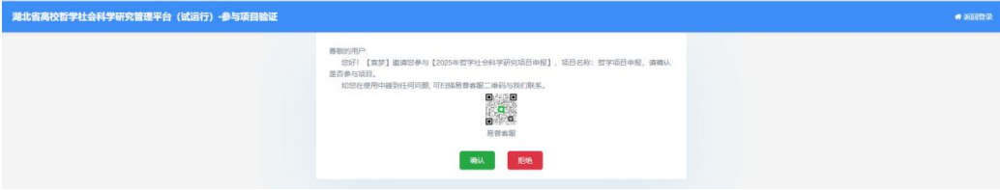 湖北省高校哲学社会科学研究管理平台（试运行）-参与项目验证
返回登录
尊敬的用户:
您好！【袁梦】邀请您参与【2025年哲学社会科学研究项目申报】，项目名称：哲学项目申报，请确认
是否参与项目。
如您在使用中碰到任何问题, 可扫描易普客服二维码与我们联系。
易普客服
确认
拒绝